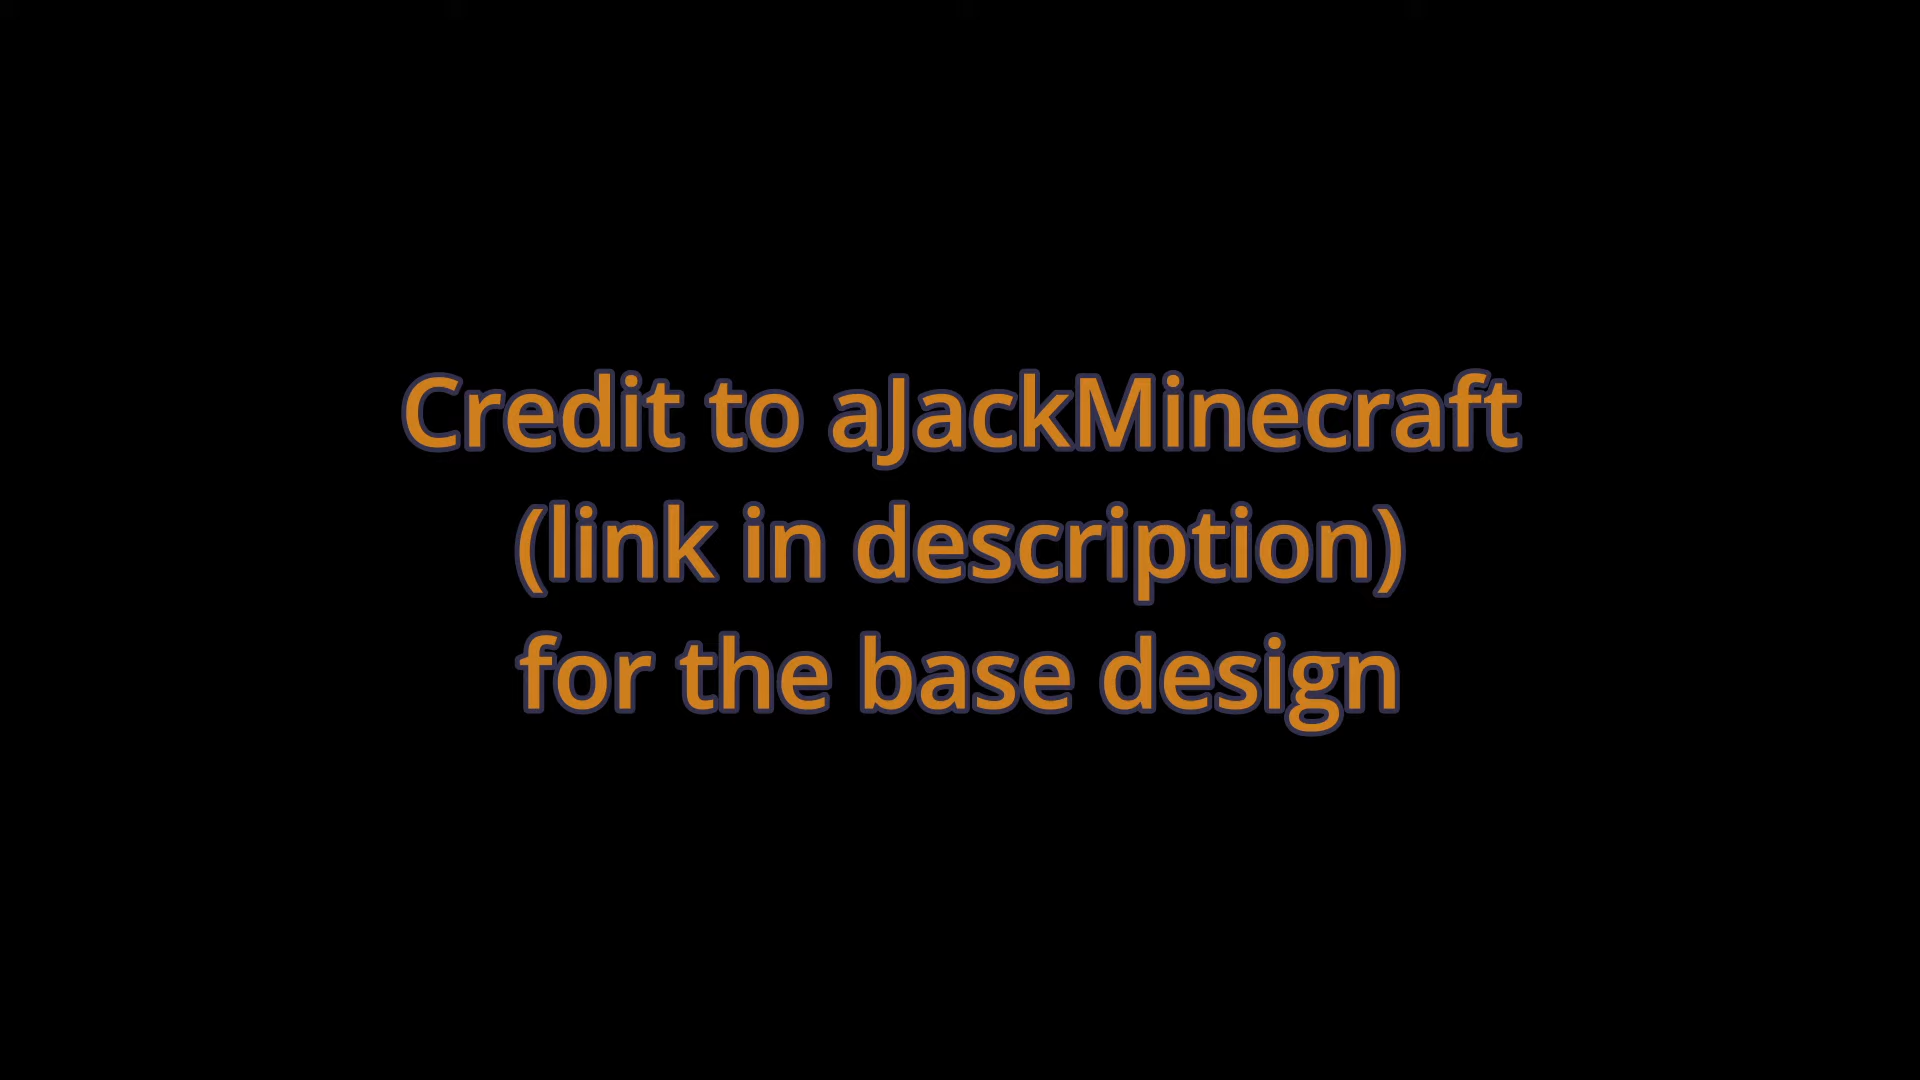 Credit to aJackMinecraft
(link in description)
for the base design